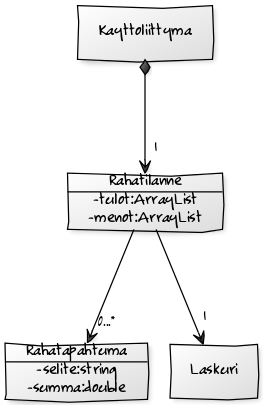 Kayttoliittyma
1
Rahatilanne
-tulot:ArrayList
-menot:ArrayList
0...*
1
Rahatapahtuma
-selite:string
-summa:double
Laskuri